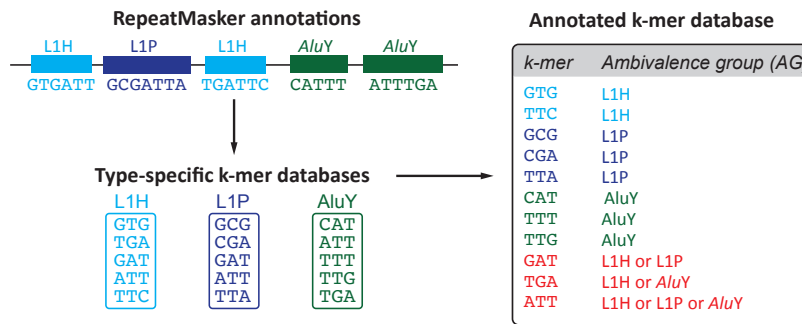 RepeatMasker annotations
L1H L1P L1H AluY AluY
GTGATT GCGATTA TGATTC CATTT ATTTGA
Type-specific k-mer databases
L1H
GTG
TGA
GAT
ATT
TTC
L1P
GCG
CGA
GAT
ATT
TTA
AluY
CAT
ATT
TTT
TTG
TGA
Annotated k-mer database
k-mer Ambivalence group (AG
GTG L1H
TTC L1H
GCG L1P
CGA L1P
TTA L1P
CAT AluY
TTT AluY
TTG AluY
GAT L1H or L1P
TGA L1H or AluY
ATT L1H or L1P or AluY